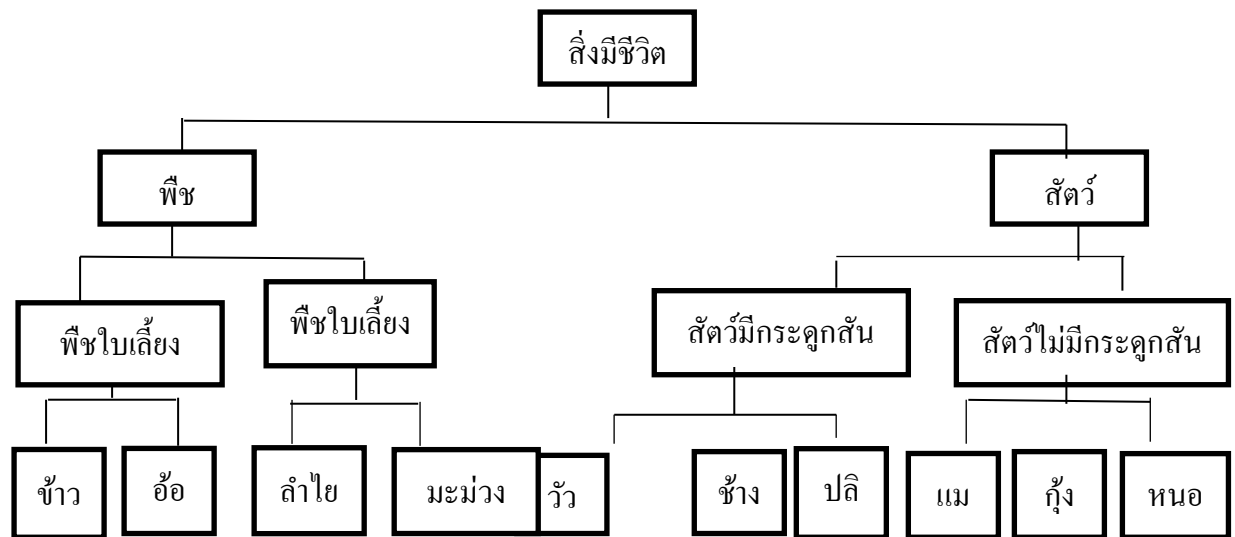 สิ่งมีชีวิต
พืช
สัตว์
พืชใบเลี้ยง
พืชใบเลี้ยง
สัตว์มีกระดูกสัน
สัตว์ไม่มีกระดูกสัน
ข้าว
อ้อ
ลำไย
มะม่วง
วัว
ช้าง
ปลิ
แม
กุ้ง
หนอ